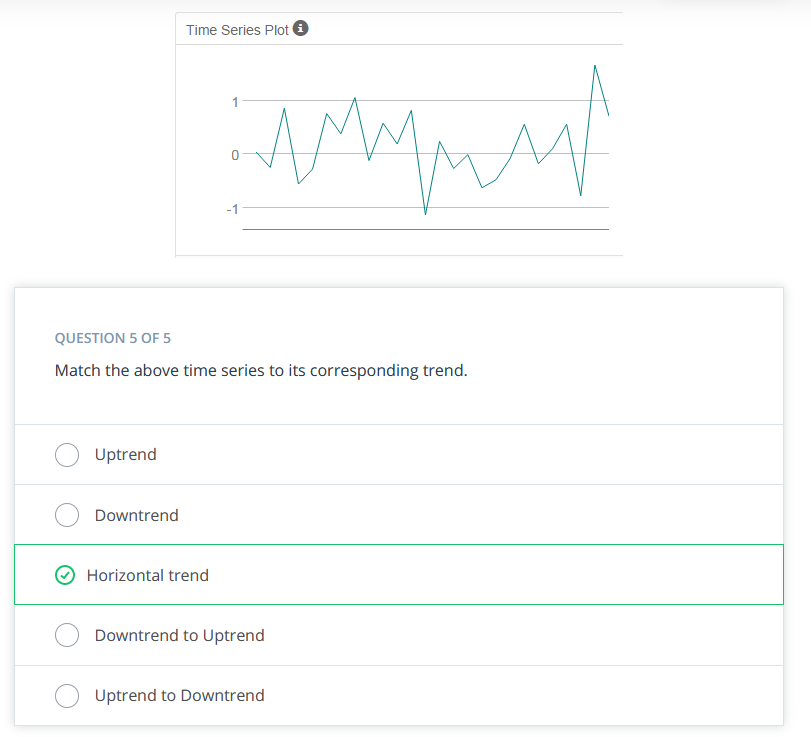 Time Series Plot
1
0
-1
QUESTION 5 OF 5
Match the above time series to its corresponding trend.
Uptrend
Downtrend
Horizontal trend
Downtrend to Uptrend
Uptrend to Downtrend